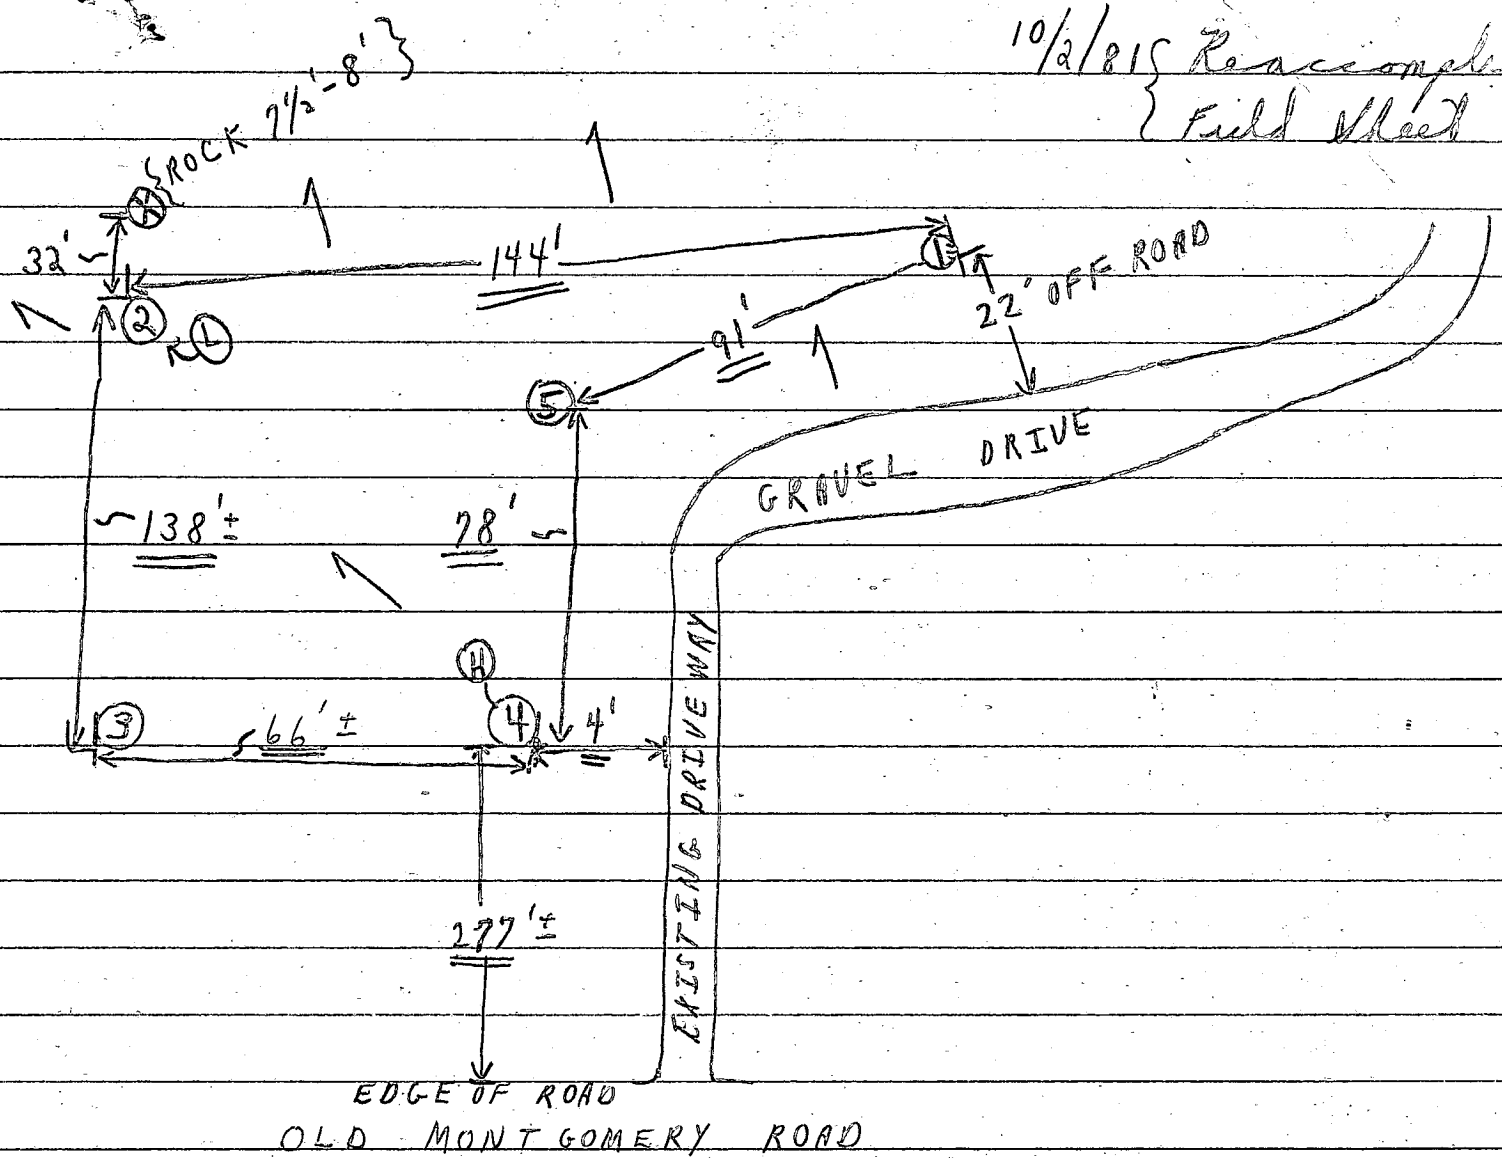 10/2/81 { Reaccompl
{ Field Sheet
{ROCK 7½'-8'}
X
32'
144'
1
22' OFF ROAD
2
L
91'
5
GRAVEL DRIVE
138'±
78'
H
3
66'±
4
4'
EXISTING DRIVEWAY
277'±
EDGE OF ROAD
OLD MONTGOMERY ROAD